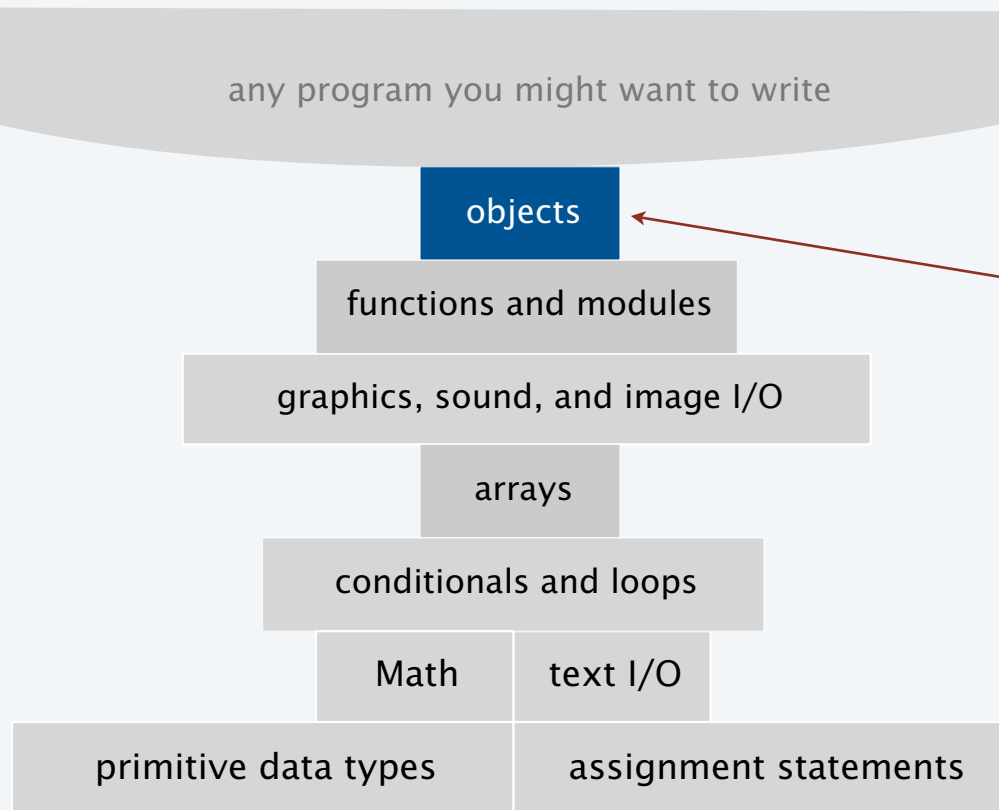 any program you might want to write
objects
functions and modules
graphics, sound, and image I/O
arrays
conditionals and loops
Math text I/O
primitive data types assignment statements